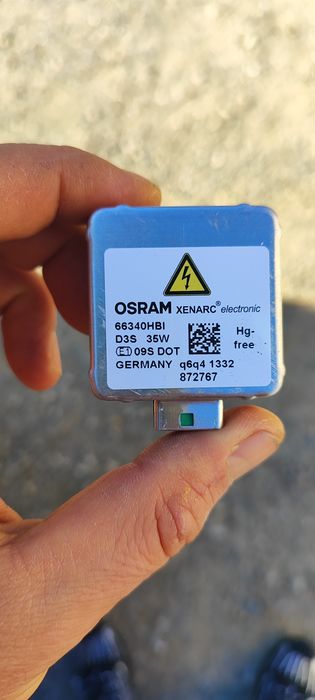 OSRAM XENARC® electronic
66340HBI
D3S 35W
Hg-
free
E1 09S DOT
GERMANY q6q4 1332
872767